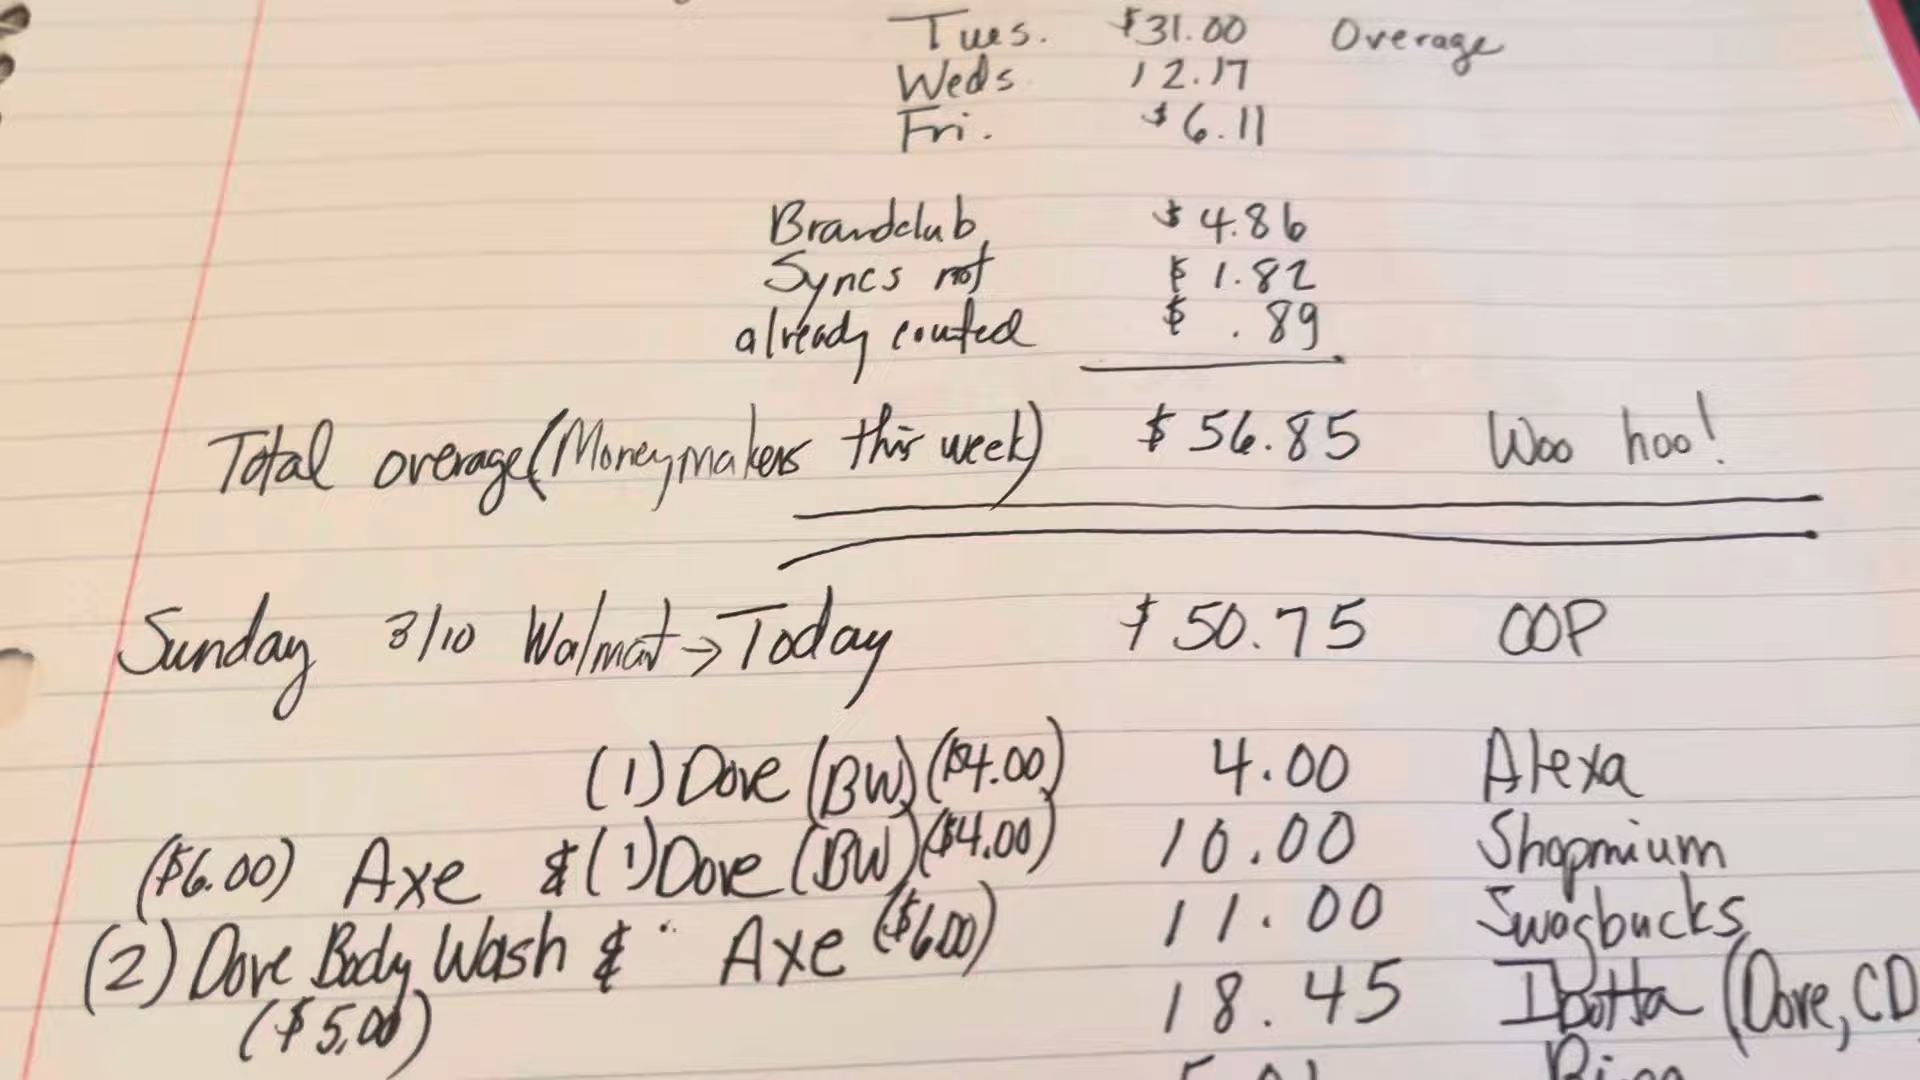 Tues. $31.00 Overage
Weds 12.17
Fri. $6.11
Brandclub $4.86
Syncs not $1.82
already counted $.89
Total overage (Moneymakers this week) $56.85 Woo hoo!
Sunday 3/10 Walmart → Today $50.75 OOP
(1) Dove (BW) ($4.00) 4.00 Alexa
($6.00) Axe & (1) Dove (BW) ($4.00) 10.00 Shopmium
(2) Dove Body Wash & Axe ($6.00) 11.00 Swagbucks
($5.00) 18.45 Ibotta (Dove, CD,